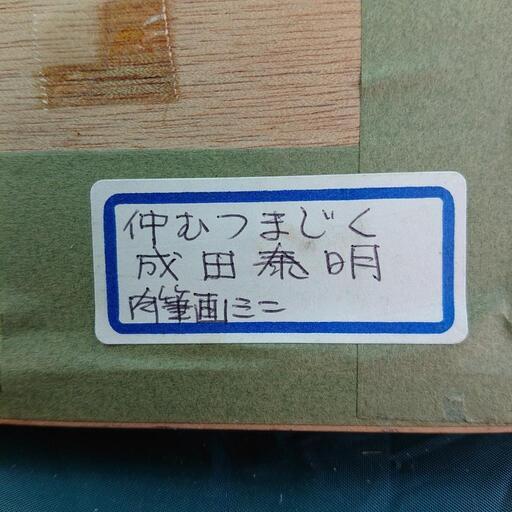 仲むつまじく
成田泰明
肉筆画ミニ